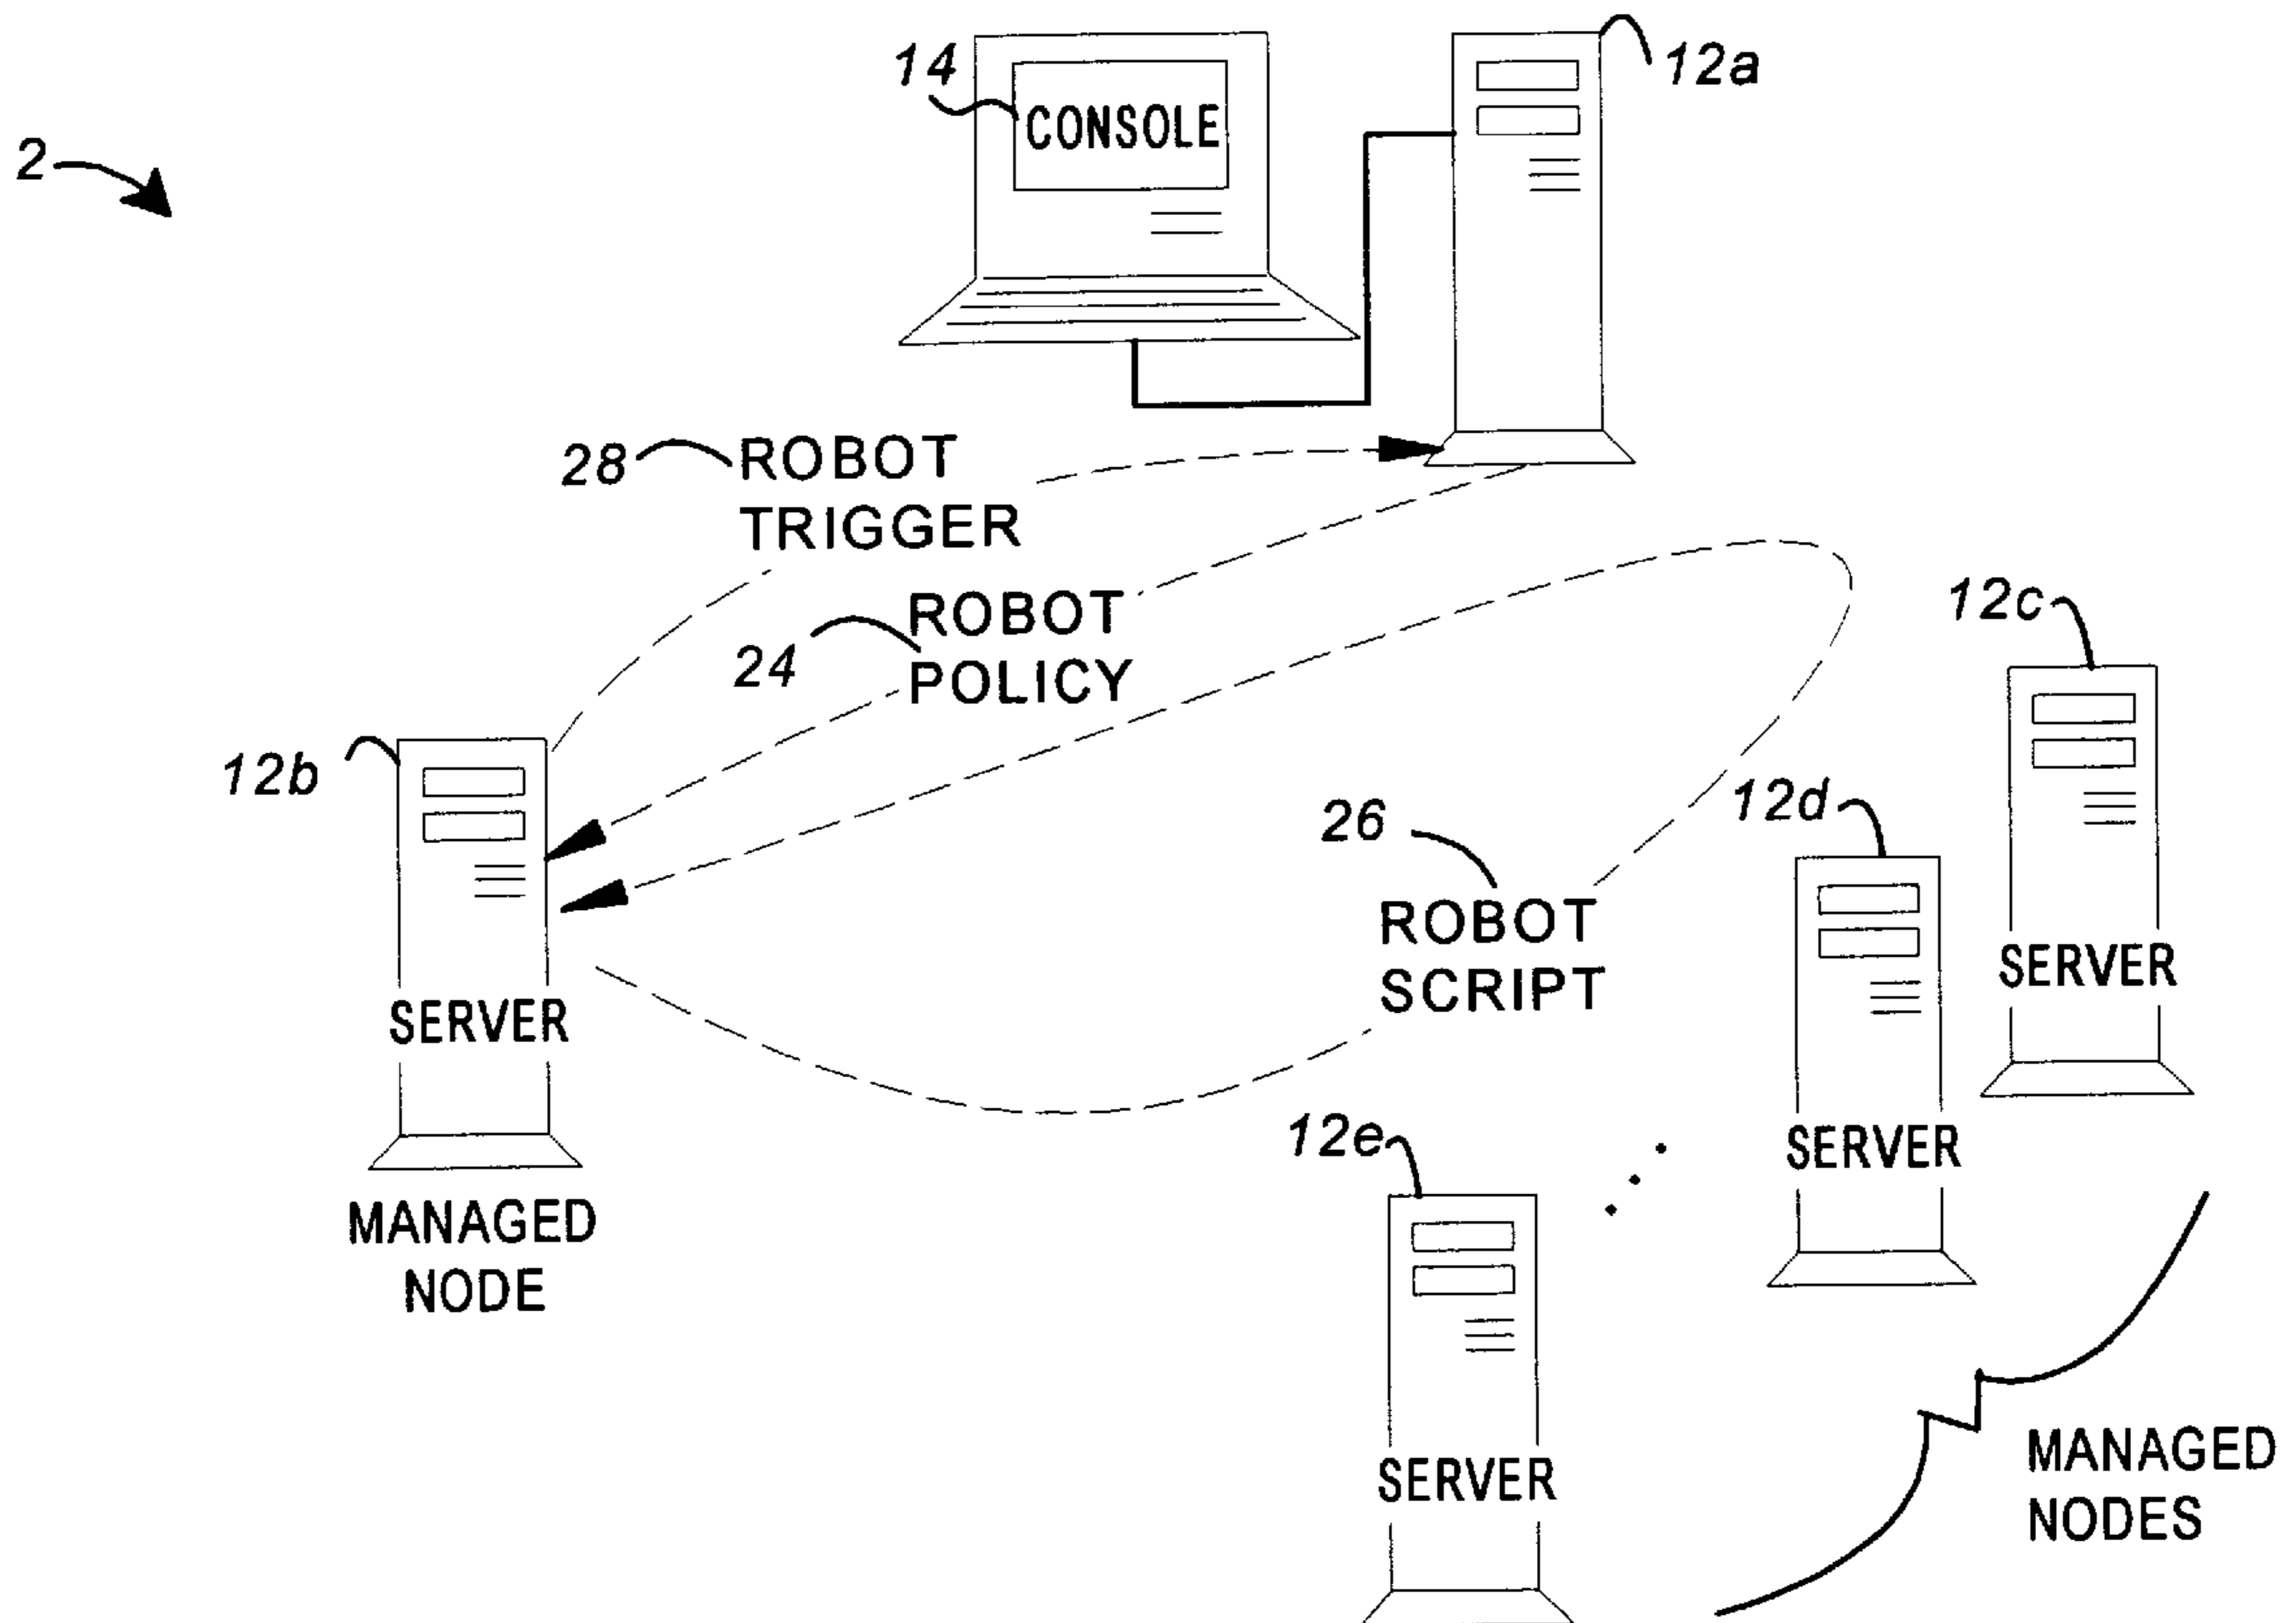 14
12a
CONSOLE
2
28
ROBOT
TRIGGER
24
ROBOT
POLICY
12c
12b
12d
26
ROBOT
SCRIPT
SERVER
SERVER
12e
SERVER
MANAGED
NODE
SERVER
MANAGED
NODES